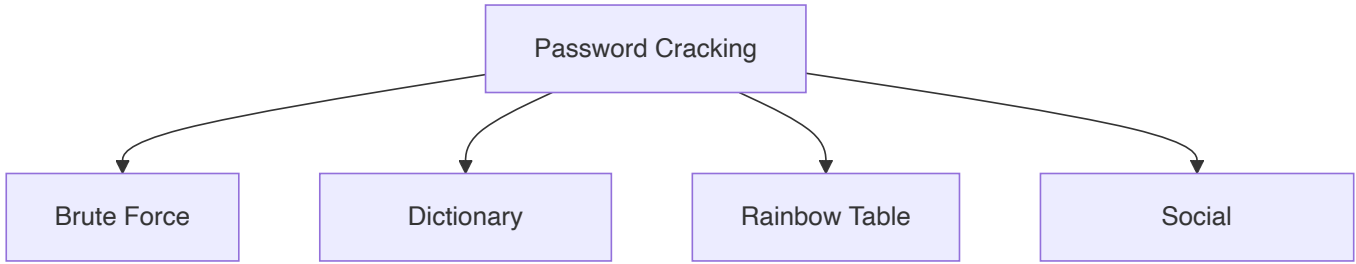 Password Cracking
Brute Force
Dictionary
Rainbow Table
Social